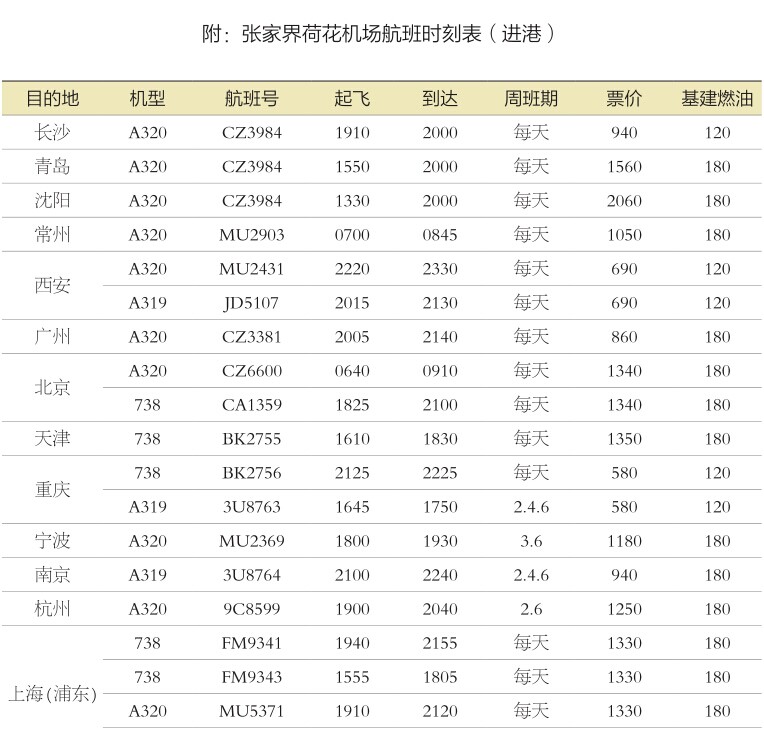 附：张家界荷花机场航班时刻表（进港）
目的地 机型 航班号 起飞 到达 周班期 票价 基建燃油
长沙 A320 CZ3984 1910 2000 每天 940 120
青岛 A320 CZ3984 1550 2000 每天 1560 180
沈阳 A320 CZ3984 1330 2000 每天 2060 180
常州 A320 MU2903 0700 0845 每天 1050 180
西安 A320 MU2431 2220 2330 每天 690 120
A319 JD5107 2015 2130 每天 690 120
广州 A320 CZ3381 2005 2140 每天 860 180
北京 A320 CZ6600 0640 0910 每天 1340 180
738 CA1359 1825 2100 每天 1340 180
天津 738 BK2755 1610 1830 每天 1350 180
重庆 738 BK2756 2125 2225 每天 580 120
A319 3U8763 1645 1750 2.4.6 580 120
宁波 A320 MU2369 1800 1930 3.6 1180 180
南京 A319 3U8764 2100 2240 2.4.6 940 180
杭州 A320 9C8599 1900 2040 2.6 1250 180
上海(浦东) 738 FM9341 1940 2155 每天 1330 180
738 FM9343 1555 1805 每天 1330 180
A320 MU5371 1910 2120 每天 1330 180